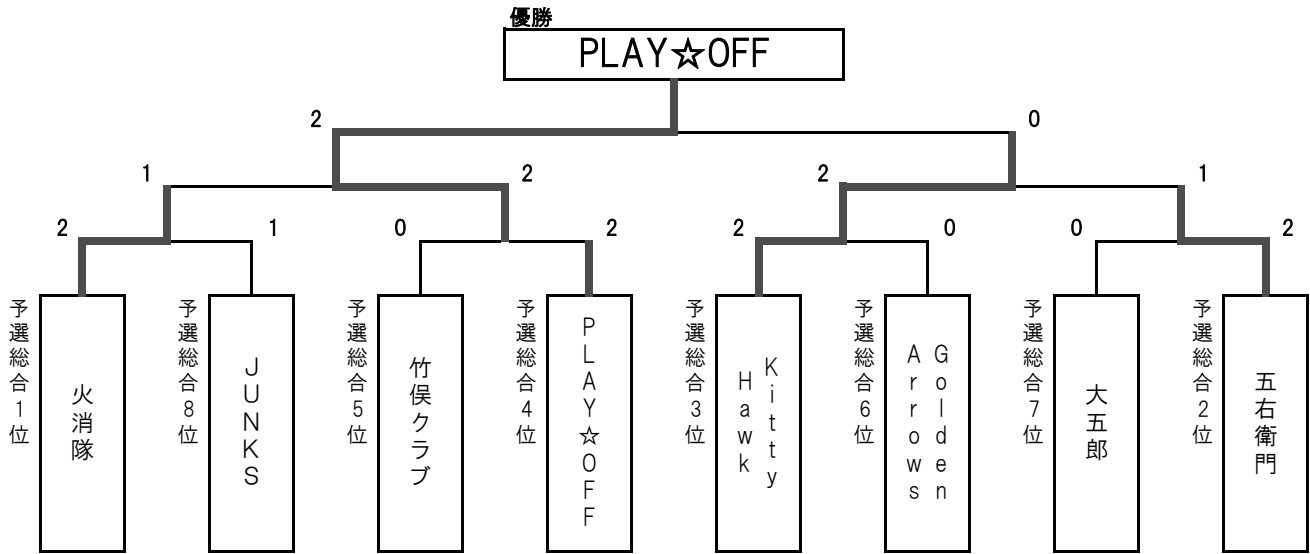 優勝
PLAY☆OFF
2
0
1
2
2
1
2
1
0
2
2
0
0
2
予選総合1位
火消隊
予選総合8位
JUNKS
予選総合5位
竹俣クラブ
予選総合4位
PLAY☆OFF
予選総合3位
Kitty
Hawk
予選総合6位
Golden
Arrows
予選総合7位
大五郎
予選総合2位
五右衛門